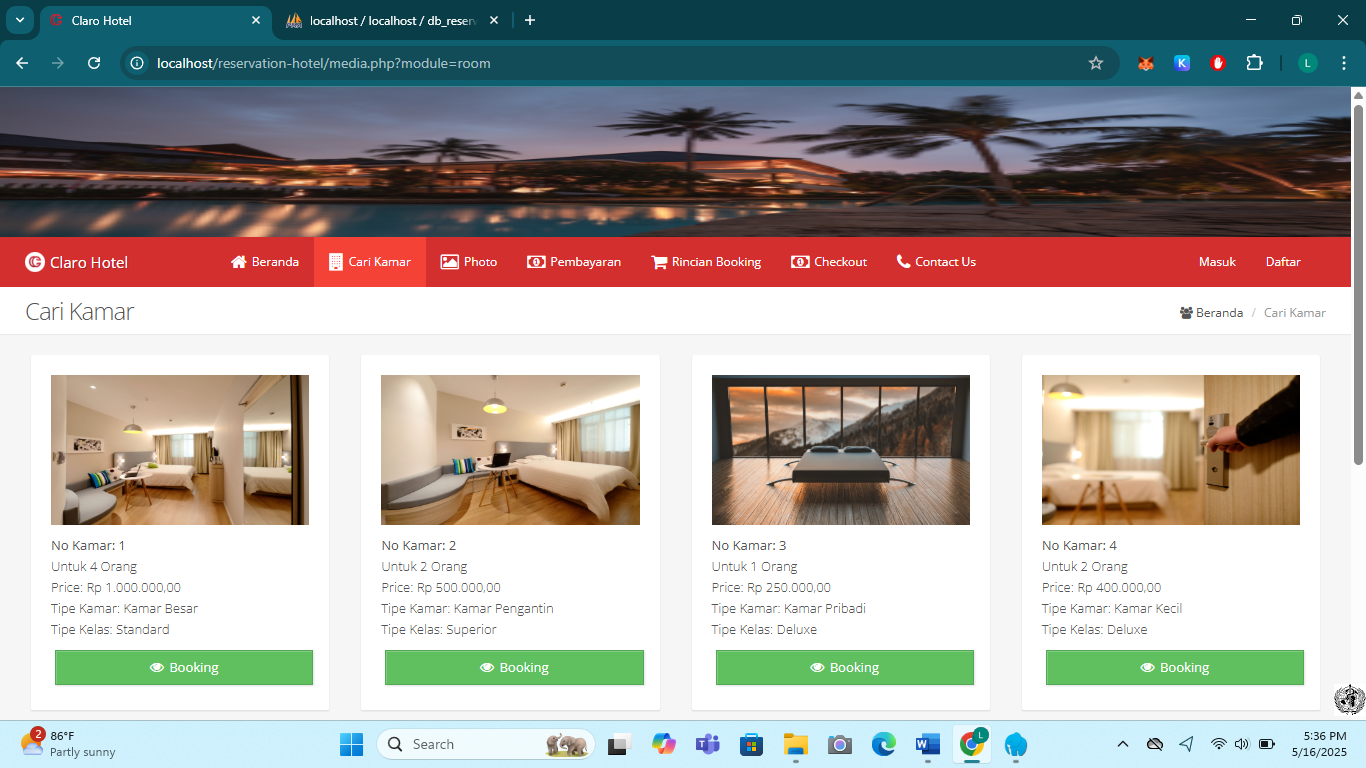 Claro Hotel
localhost / localhost / db_reser
localhost/reservation-hotel/media.php?module=room
L
Claro Hotel
Beranda
Cari Kamar
Photo
Pembayaran
Rincian Booking
Checkout
Contact Us
Masuk
Daftar
Cari Kamar
Beranda / Cari Kamar
No Kamar: 1
Untuk 4 Orang
Price: Rp 1.000.000,00
Tipe Kamar: Kamar Besar
Tipe Kelas: Standard
Booking
No Kamar: 2
Untuk 2 Orang
Price: Rp 500.000,00
Tipe Kamar: Kamar Pengantin
Tipe Kelas: Superior
Booking
No Kamar: 3
Untuk 1 Orang
Price: Rp 250.000,00
Tipe Kamar: Kamar Pribadi
Tipe Kelas: Deluxe
Booking
No Kamar: 4
Untuk 2 Orang
Price: Rp 400.000,00
Tipe Kamar: Kamar Kecil
Tipe Kelas: Deluxe
Booking
2
86°F
Partly sunny
Search
L
5:36 PM
5/16/2025